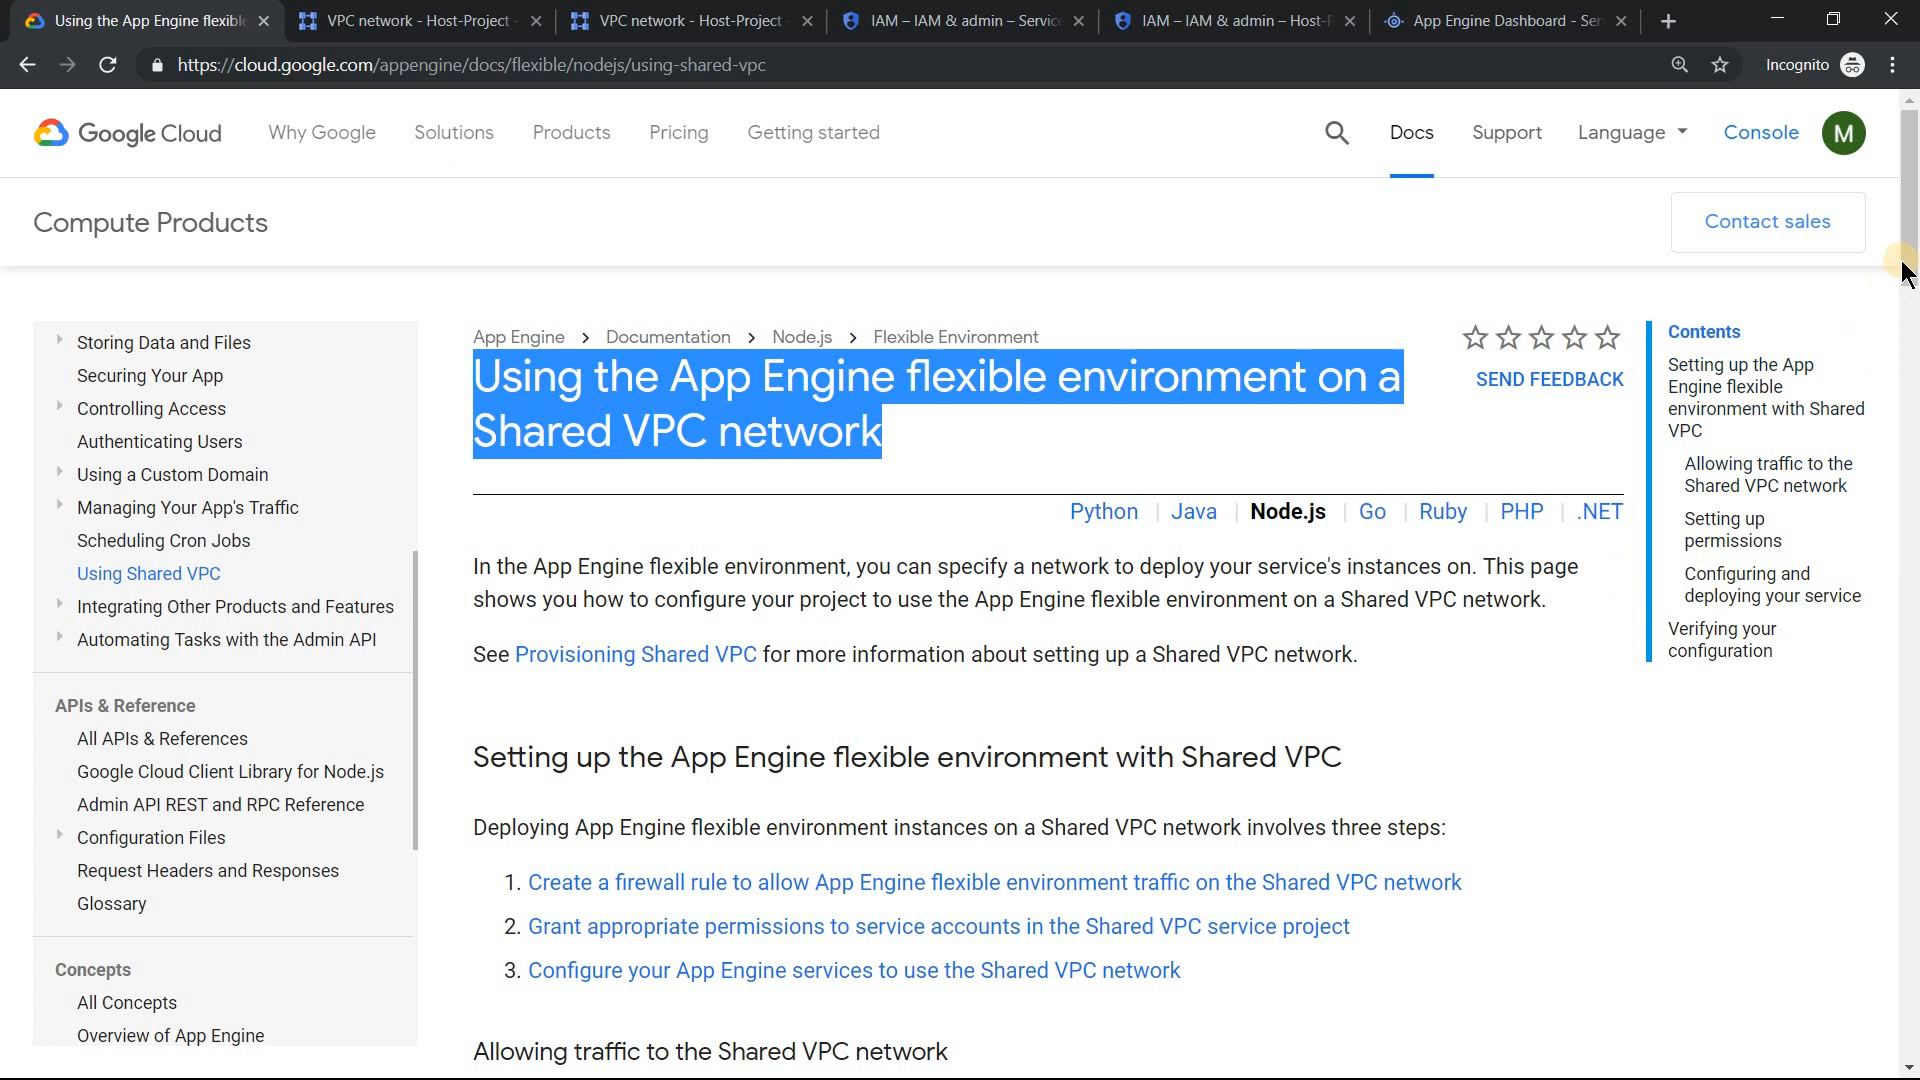 Using the App Engine flexibl
VPC network - Host-Project -
VPC network - Host-Project -
IAM – IAM & admin – Service
IAM – IAM & admin – Host-P
App Engine Dashboard - Ser
https://cloud.google.com/appengine/docs/flexible/nodejs/using-shared-vpc
Incognito
Google Cloud
Why Google
Solutions
Products
Pricing
Getting started
Docs
Support
Language
Console
M
Compute Products
Contact sales
Storing Data and Files
Securing Your App
Controlling Access
Authenticating Users
Using a Custom Domain
Managing Your App's Traffic
Scheduling Cron Jobs
Using Shared VPC
Integrating Other Products and Features
Automating Tasks with the Admin API
APIs & Reference
All APIs & References
Google Cloud Client Library for Node.js
Admin API REST and RPC Reference
Configuration Files
Request Headers and Responses
Glossary
Concepts
All Concepts
Overview of App Engine
App Engine > Documentation > Node.js > Flexible Environment
Using the App Engine flexible environment on a
Shared VPC network
SEND FEEDBACK
Python | Java | Node.js | Go | Ruby | PHP | .NET
In the App Engine flexible environment, you can specify a network to deploy your service's instances on. This page
shows you how to configure your project to use the App Engine flexible environment on a Shared VPC network.
See Provisioning Shared VPC for more information about setting up a Shared VPC network.
Setting up the App Engine flexible environment with Shared VPC
Deploying App Engine flexible environment instances on a Shared VPC network involves three steps:
1. Create a firewall rule to allow App Engine flexible environment traffic on the Shared VPC network
2. Grant appropriate permissions to service accounts in the Shared VPC service project
3. Configure your App Engine services to use the Shared VPC network
Allowing traffic to the Shared VPC network
Contents
Setting up the App
Engine flexible
environment with Shared
VPC
Allowing traffic to the
Shared VPC network
Setting up
permissions
Configuring and
deploying your service
Verifying your
configuration